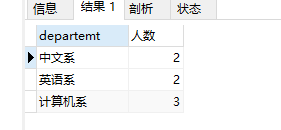 信息 结果 1 剖析 状态
departemt 人数
中文系 2
英语系 2
计算机系 3